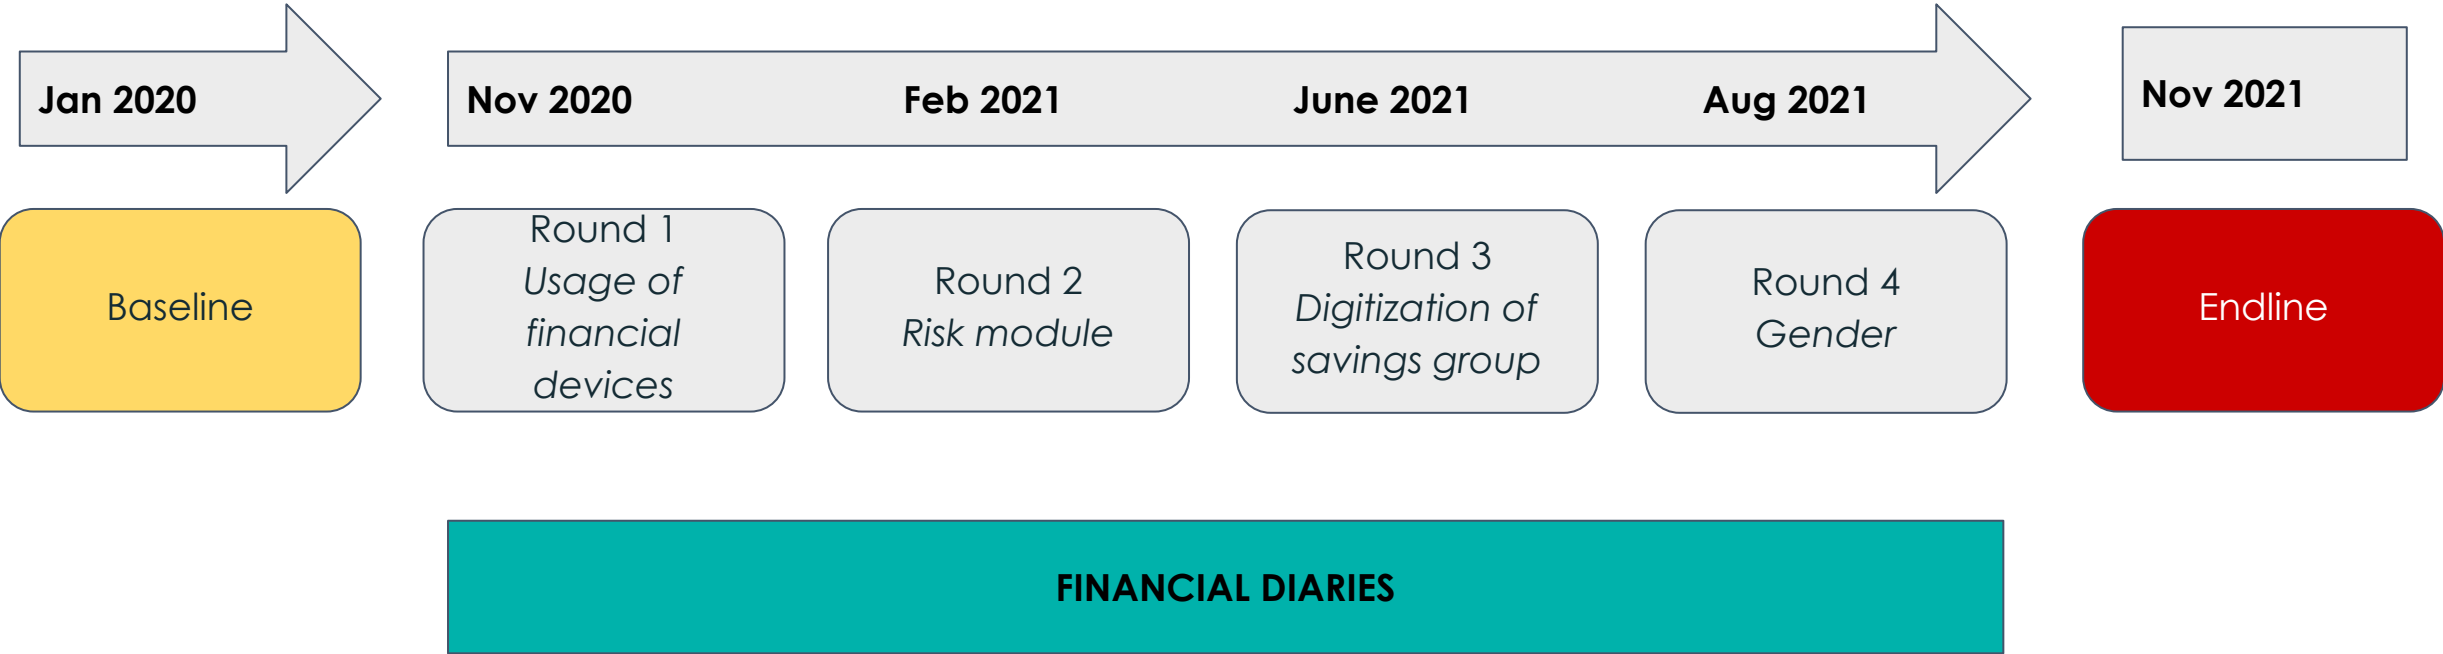 Jan 2020
Nov 2020
Feb 2021
June 2021
Aug 2021
Nov 2021
Baseline
Round 1
Usage of
financial
devices
Round 2
Risk module
Round 3
Digitization of
savings group
Round 4
Gender
Endline
FINANCIAL DIARIES